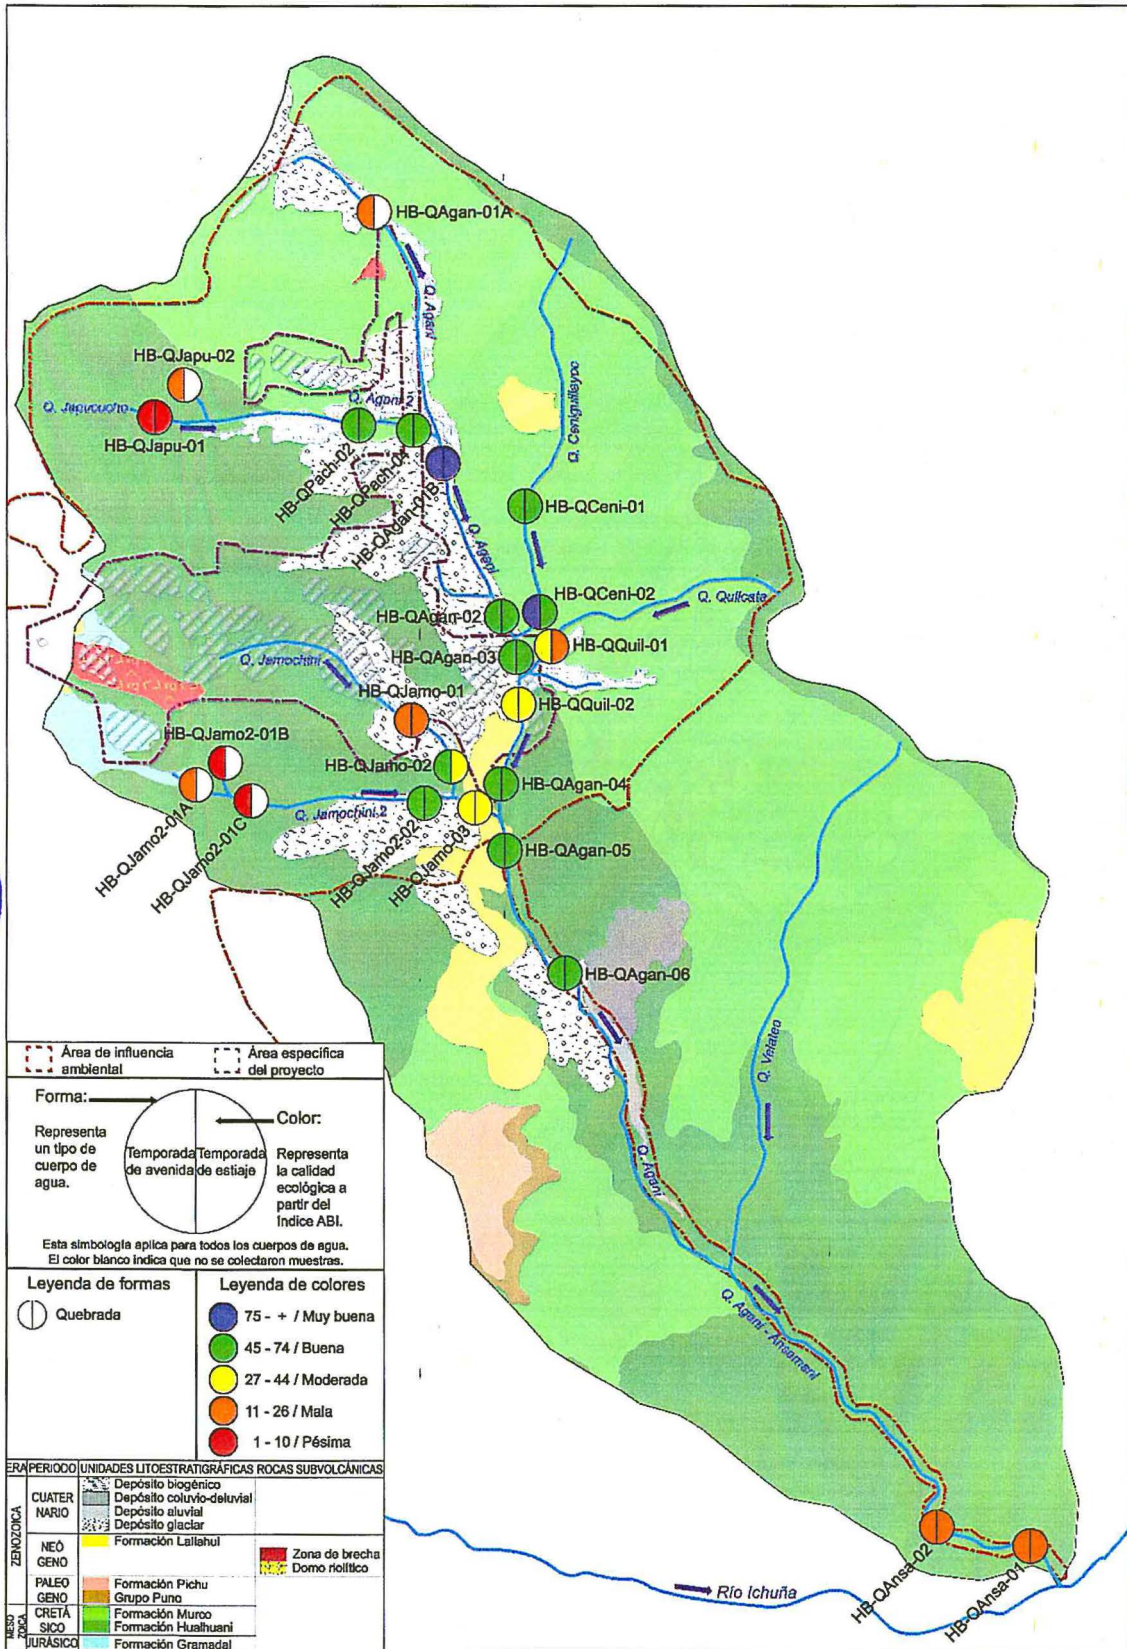 HB-QAgan-01A
Q. Agani
Q. Ceniguillayoc
HB-QJapu-02
Q. Agani 2
HB-QJapu-01
HB-QPach-02
HB-QPach-01
HB-QAgan-01B
Q. Agani
HB-QCeni-01
HB-QCeni-02
Q. Quilcata
HB-QAgan-02
HB-QQuil-01
HB-QAgan-03
Q. Jamochini
HB-QJamo-01
HB-QQuil-02
HB-QJamo2-01B
HB-QJamo-02
HB-QAgan-04
HB-QJamo2-01A
HB-QJamo2-01C
Q. Jamochini 2
HB-QJamo2-02
HB-QJamo-03
HB-QAgan-05
HB-QAgan-06
Q. Velateo
Q. Agani
Q. Agani - Ansamani
HB-QAnsa-02
HB-QAnsa-01
Río Ichuña
Área de influencia
ambiental
Área específica
del proyecto
Forma:
Representa
un tipo de
cuerpo de
agua.
Temporada
de avenida
Temporada
de estiaje
Color:
Representa
la calidad
ecológica a
partir del
índice ABI.
Esta simbología aplica para todos los cuerpos de agua.
El color blanco indica que no se colectaron muestras.
Leyenda de formas
Quebrada
Leyenda de colores
75 - + / Muy buena
45 - 74 / Buena
27 - 44 / Moderada
11 - 26 / Mala
1 - 10 / Pésima
ERA PERIODO UNIDADES LITOESTRATIGRÁFICAS ROCAS SUBVOLCÁNICAS
ZENOZOICA
CUATER
NARIO
Depósito biogénico
Depósito coluvio-deluvial
Depósito aluvial
Depósito glaciar
NEÓ
GENO
Formación Lallahui
Zona de brecha
Domo riolítico
PALEO
GENO
Formación Pichu
Grupo Puno
MESO
ZOICA
CRETÁ
SICO
Formación Murco
Formación Hualhuani
JURÁSICO
Formación Gramadal